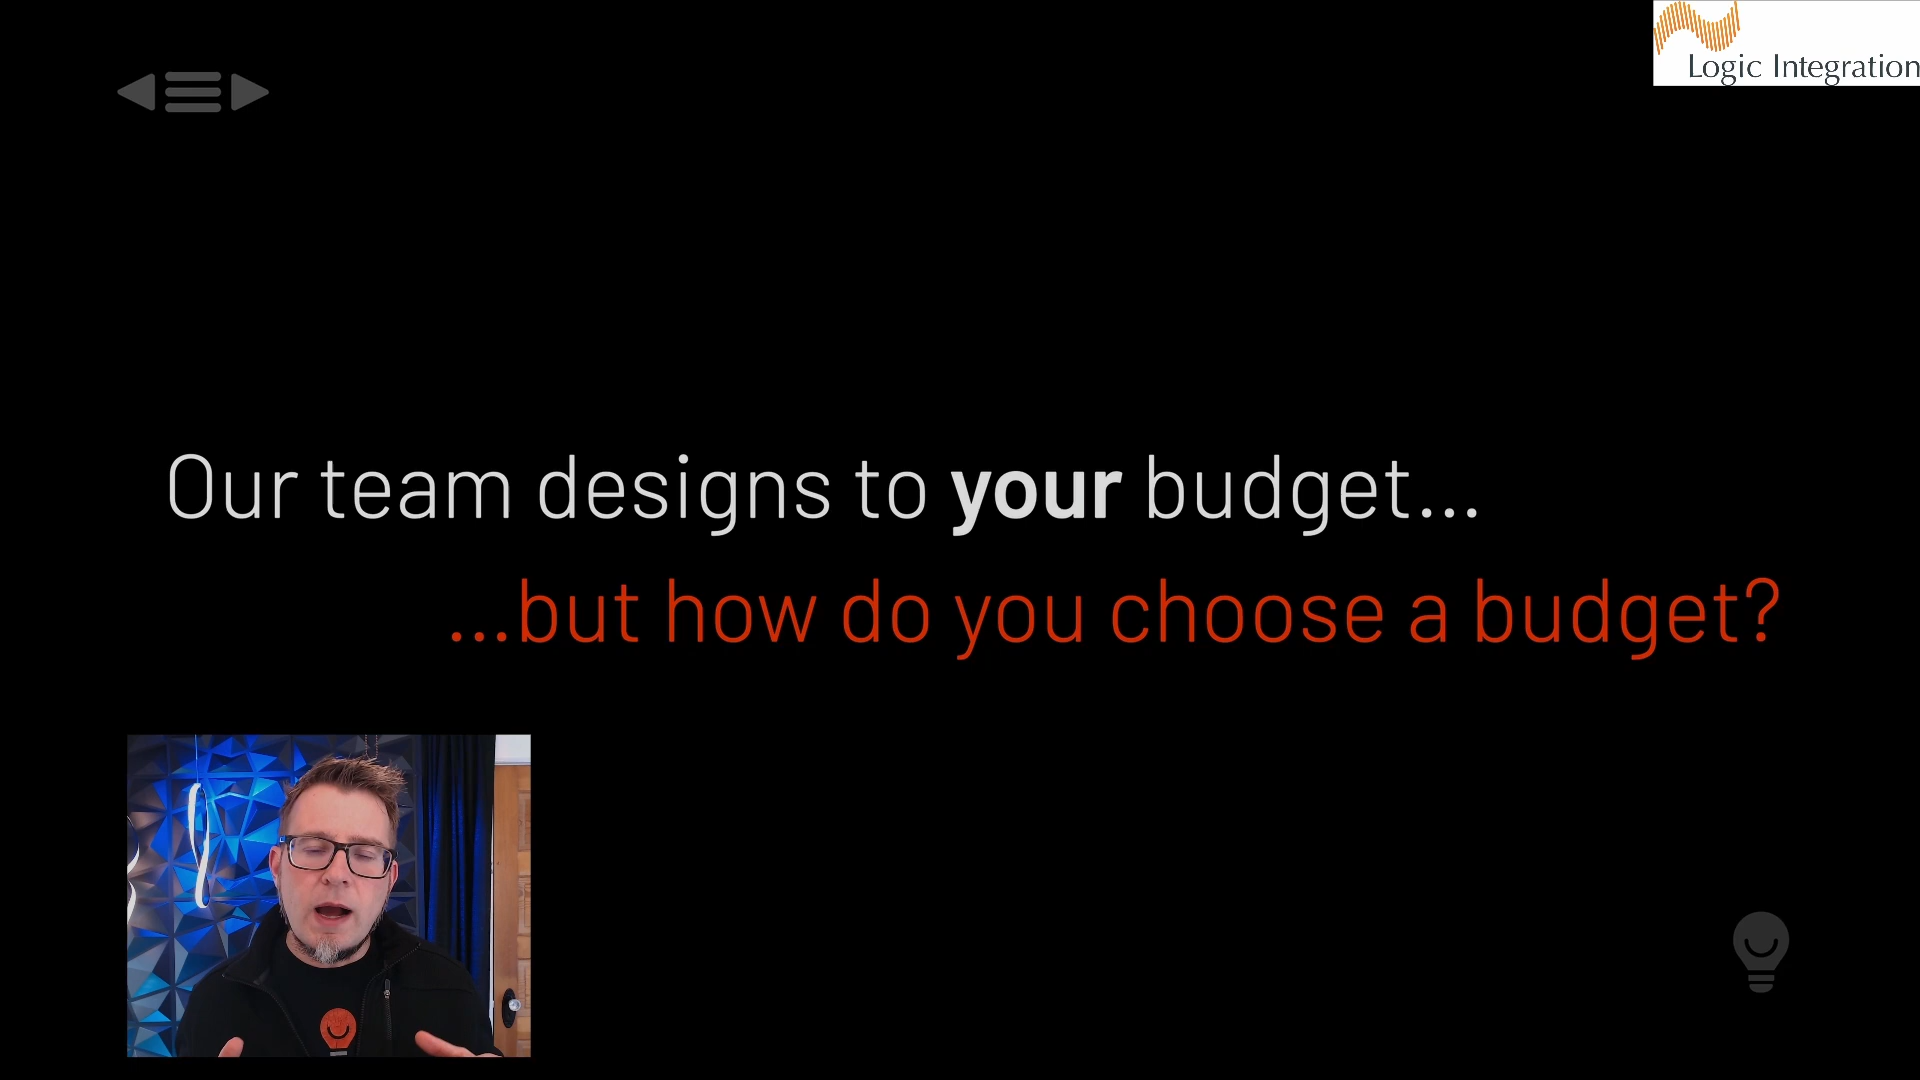 Logic Integration
Our team designs to your budget...
...but how do you choose a budget?